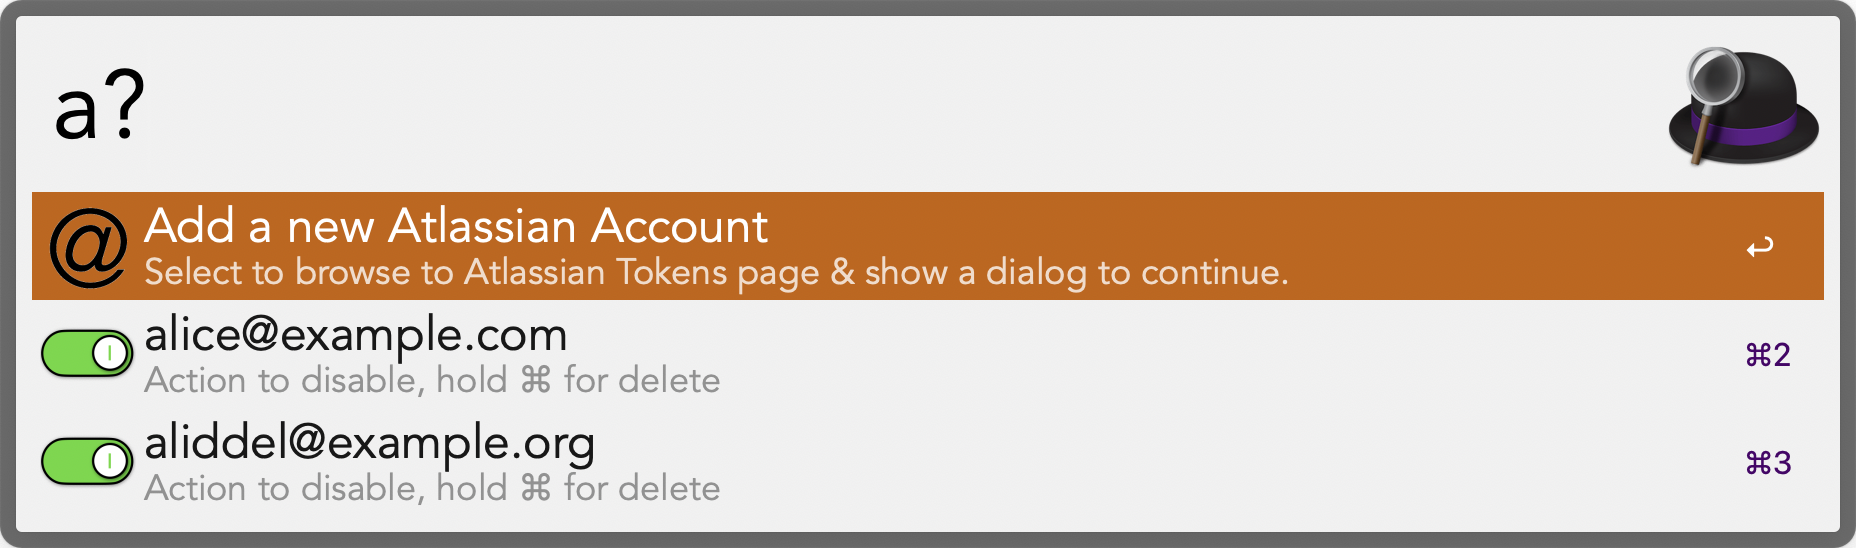 a?
@ Add a new Atlassian Account ↩
Select to browse to Atlassian Tokens page & show a dialog to continue.
alice@example.com ⌘2
Action to disable, hold ⌘ for delete
aliddel@example.org ⌘3
Action to disable, hold ⌘ for delete